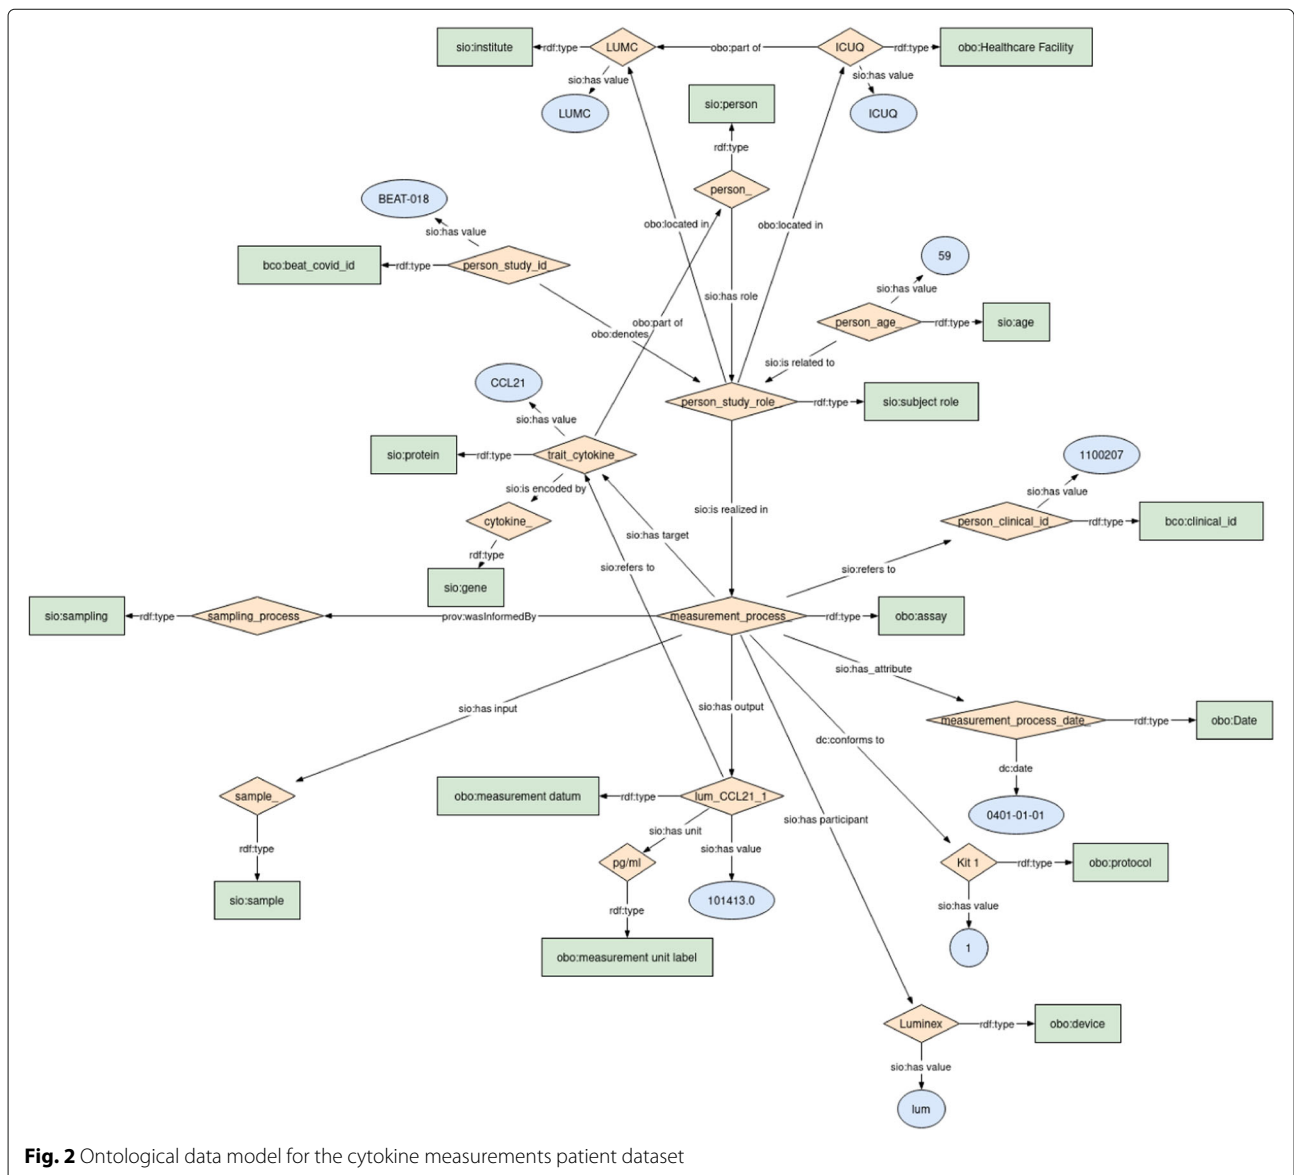 sio:institute
rdf:type
LUMC
obo:part of
ICUQ
rdf:type
obo:Healthcare Facility
sio:has value
sio:has value
LUMC
sio:person
ICUQ
rdf:type
person_
BEAT-018
sio:has value
obo:located in
obo:located in
bco:beat_covid_id
rdf:type
person_study_id_
59
sio:has value
sio:has role
person_age_
rdf:type
sio:age
obo:part of
obo:denotes
sio:is related to
CCL21
person_study_role_
rdf:type
sio:subject role
sio:has value
sio:protein
rdf:type
trait_cytokine_
1100207
sio:is encoded by
sio:has value
sio:is realized in
cytokine_
person_clinical_id_
rdf:type
bco:clinical_id
sio:has target
rdf:type
sio:refers to
sio:refers to
sio:gene
sio:sampling
rdf:type
sampling_process_
prov:wasInformedBy
measurement_process_
rdf:type
obo:assay
sio:has_attribute
sio:has input
sio:has output
measurement_process_date_
rdf:type
obo:Date
dc:conforms to
dc:date
sample_
obo:measurement datum
rdf:type
lum_CCL21_1
0401-01-01
sio:has participant
sio:has unit
rdf:type
sio:has value
pg/ml
Kit 1
rdf:type
obo:protocol
sio:sample
101413.0
rdf:type
sio:has value
1
obo:measurement unit label
Luminex
rdf:type
obo:device
sio:has value
lum
Fig. 2 Ontological data model for the cytokine measurements patient dataset